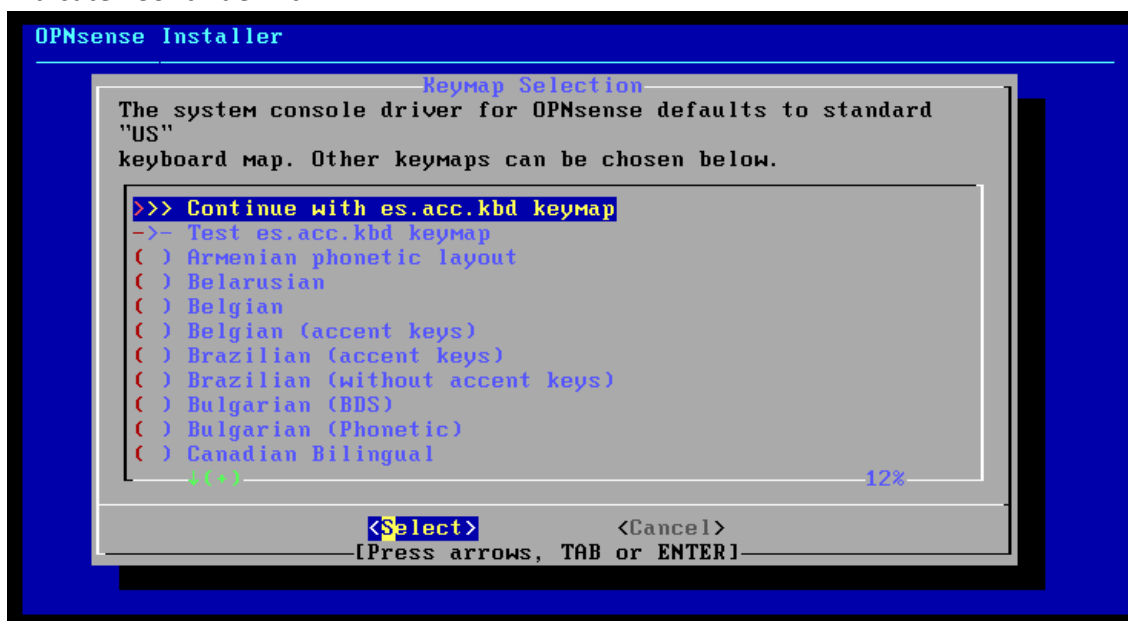 OPNsense Installer
Keymap Selection
The system console driver for OPNsense defaults to standard
"US"
keyboard map. Other keymaps can be chosen below.
>>> Continue with es.acc.kbd keymap
->- Test es.acc.kbd keymap
( ) Armenian phonetic layout
( ) Belarusian
( ) Belgian
( ) Belgian (accent keys)
( ) Brazilian (accent keys)
( ) Brazilian (without accent keys)
( ) Bulgarian (BDS)
( ) Bulgarian (Phonetic)
( ) Canadian Bilingual
↓(+) 12%
<Select> <Cancel>
[Press arrows, TAB or ENTER]